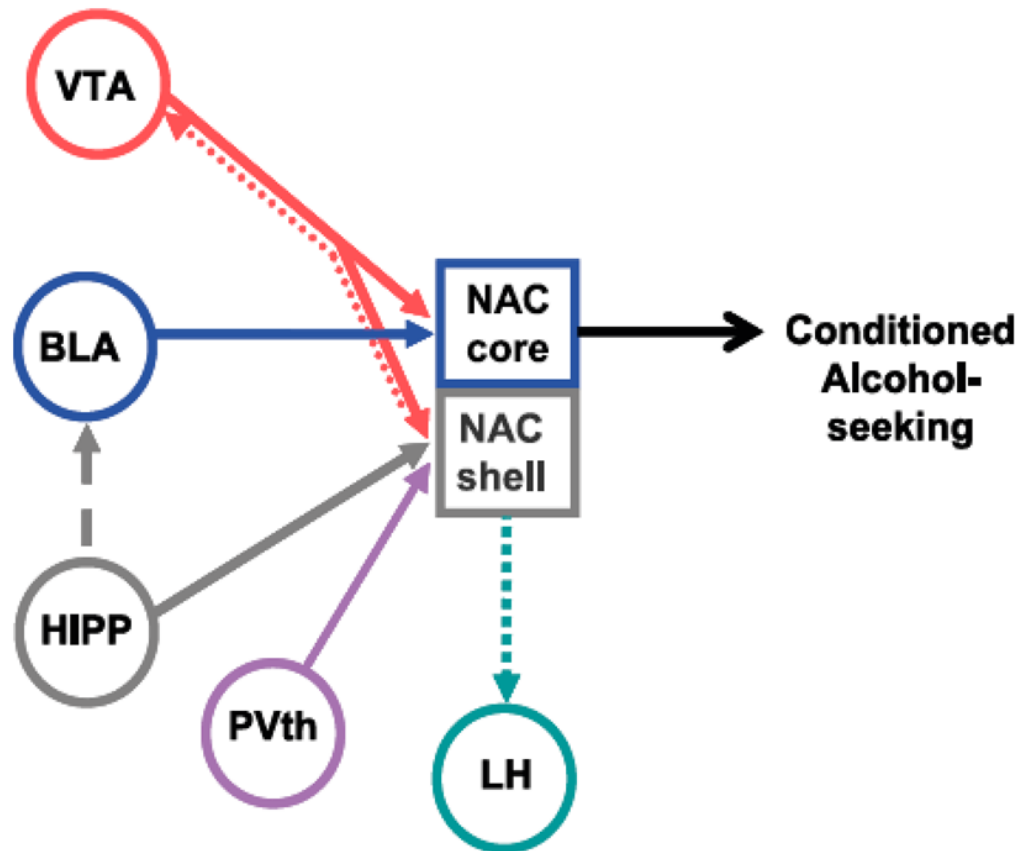 VTA
BLA
NAC
core
Conditioned
Alcohol-
seeking
NAC
shell
HIPP
PVth
LH